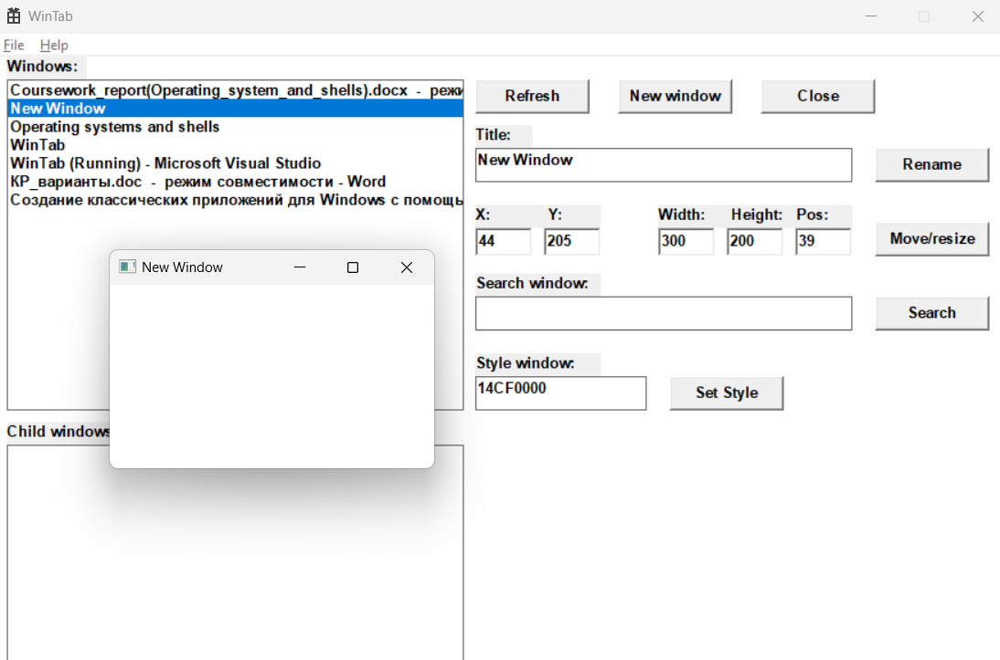 WinTab
File Help
Windows:
Coursework_report(Operating_system_and_shells).docx - режи
New Window
Operating systems and shells
WinTab
WinTab (Running) - Microsoft Visual Studio
КР_варианты.doc - режим совместимости - Word
Создание классических приложений для Windows с помощь
Refresh New window Close
Title:
New Window Rename
X: Y: Width: Height: Pos:
44 205 300 200 39 Move/resize
Search window:
Search
Style window:
14CF0000 Set Style
New Window
Child windows